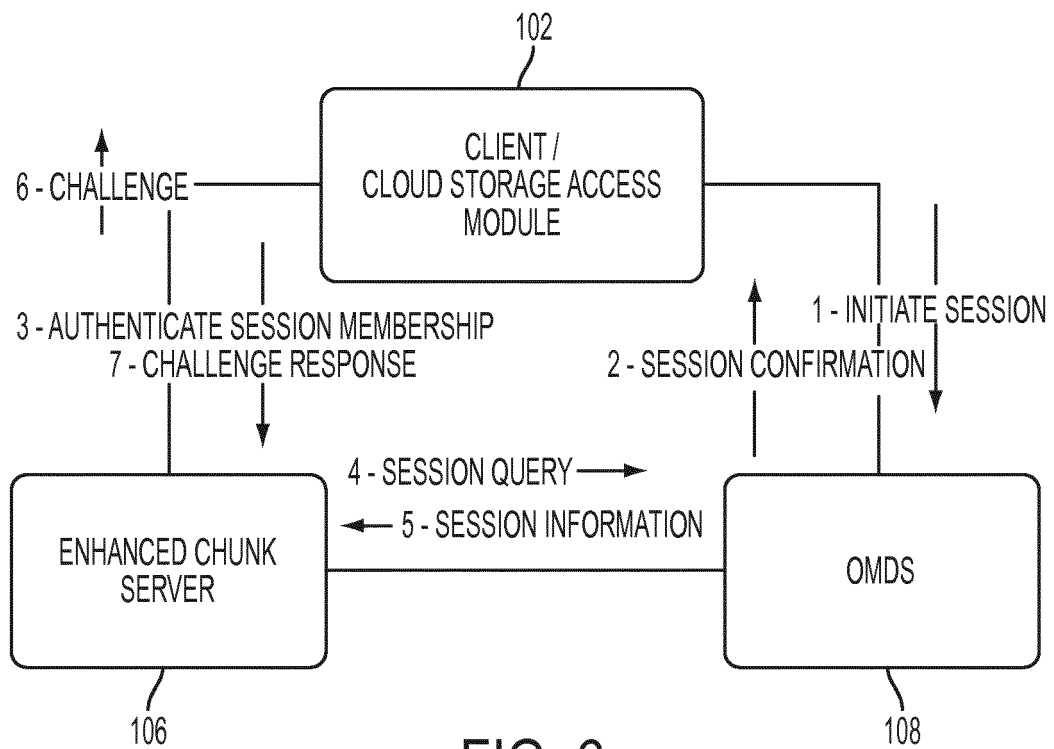 102
CLIENT /
CLOUD STORAGE ACCESS
MODULE
6 - CHALLENGE
1 - INITIATE SESSION
3 - AUTHENTICATE SESSION MEMBERSHIP
7 - CHALLENGE RESPONSE
2 - SESSION CONFIRMATION
4 - SESSION QUERY
5 - SESSION INFORMATION
ENHANCED CHUNK
SERVER
OMDS
106
108